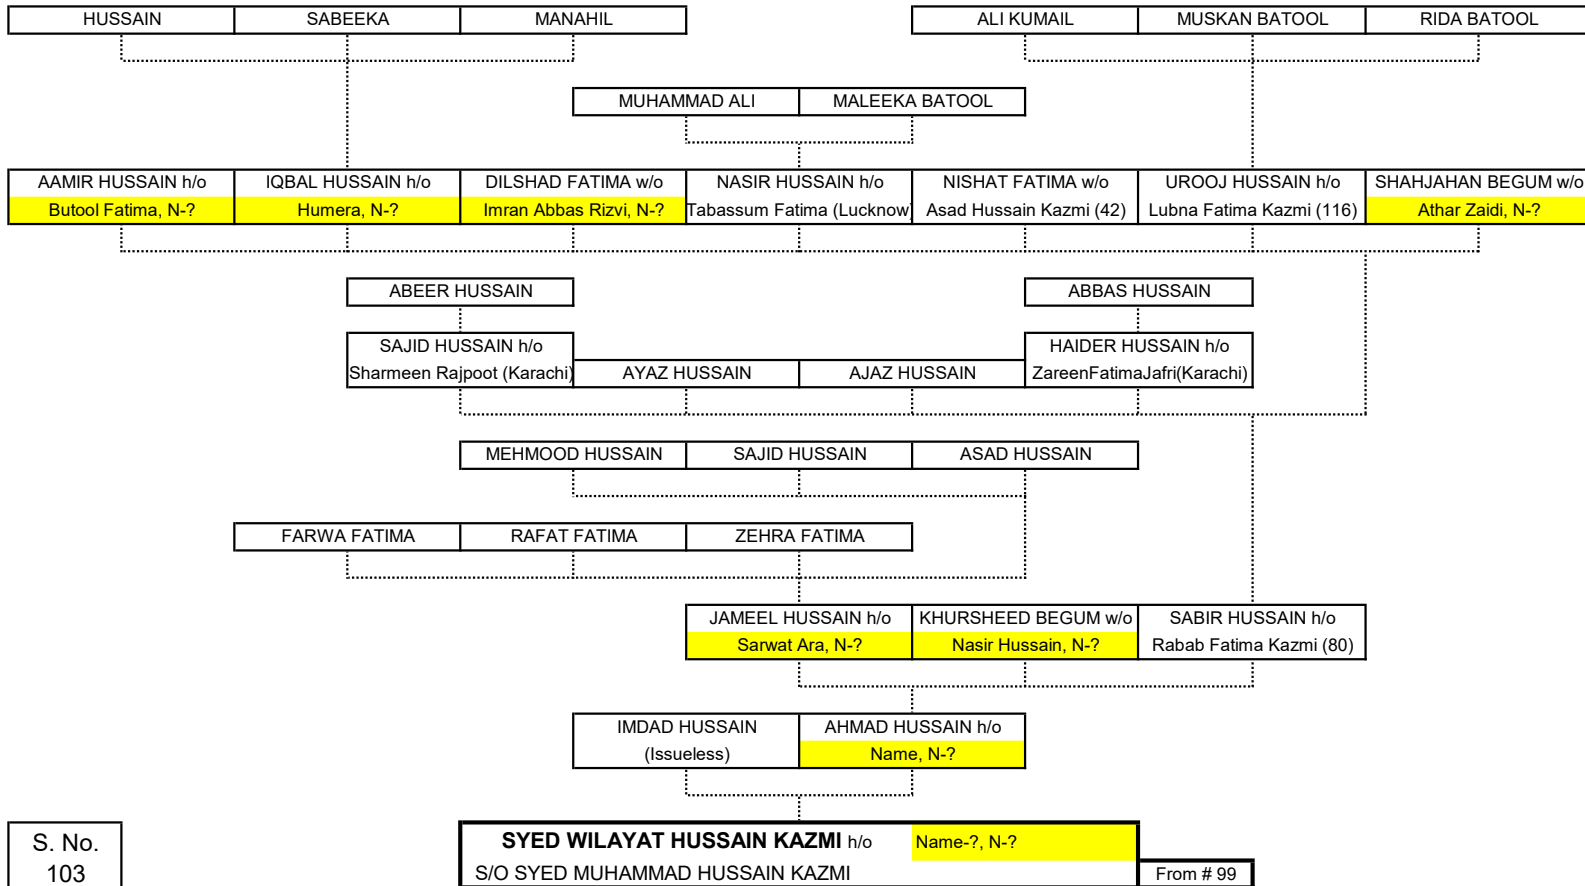 HUSSAIN SABEEKA MANAHIL ALI KUMAIL MUSKAN BATOOL RIDA BATOOL
MUHAMMAD ALI MALEEKA BATOOL
AAMIR HUSSAIN h/o IQBAL HUSSAIN h/o DILSHAD FATIMA w/o NASIR HUSSAIN h/o NISHAT FATIMA w/o UROOJ HUSSAIN h/o SHAHJAHAN BEGUM w/o
Butool Fatima, N-? Humera, N-? Imran Abbas Rizvi, N-? Tabassum Fatima (Lucknow) Asad Hussain Kazmi (42) Lubna Fatima Kazmi (116) Athar Zaidi, N-?
ABEER HUSSAIN ABBAS HUSSAIN
SAJID HUSSAIN h/o HAIDER HUSSAIN h/o
Sharmeen Rajpoot (Karachi) AYAZ HUSSAIN AJAZ HUSSAIN ZareenFatimaJafri(Karachi)
MEHMOOD HUSSAIN SAJID HUSSAIN ASAD HUSSAIN
FARWA FATIMA RAFAT FATIMA ZEHRA FATIMA
JAMEEL HUSSAIN h/o KHURSHEED BEGUM w/o SABIR HUSSAIN h/o
Sarwat Ara, N-? Nasir Hussain, N-? Rabab Fatima Kazmi (80)
IMDAD HUSSAIN AHMAD HUSSAIN h/o
(Issueless) Name, N-?
S. No. SYED WILAYAT HUSSAIN KAZMI h/o Name-?, N-?
103 S/O SYED MUHAMMAD HUSSAIN KAZMI From # 99